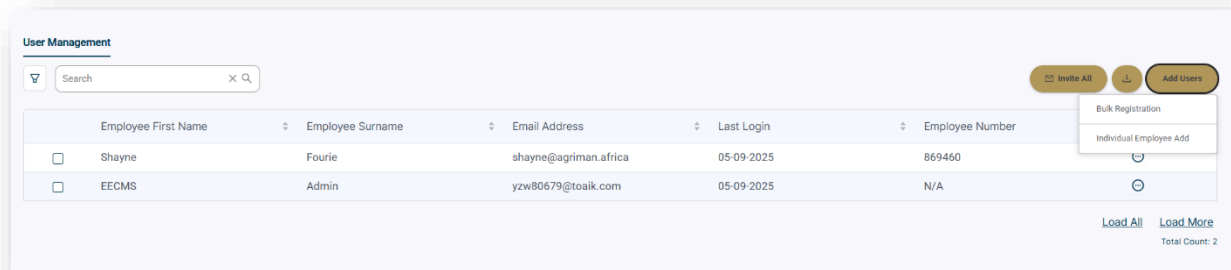 User Management
Search
Invite All
Add Users
Bulk Registration
Individual Employee Add
Employee First Name Employee Surname Email Address Last Login Employee Number
Shayne Fourie shayne@agriman.africa 05-09-2025 869460
EECMS Admin yzw80679@toaik.com 05-09-2025 N/A
Load All Load More
Total Count: 2